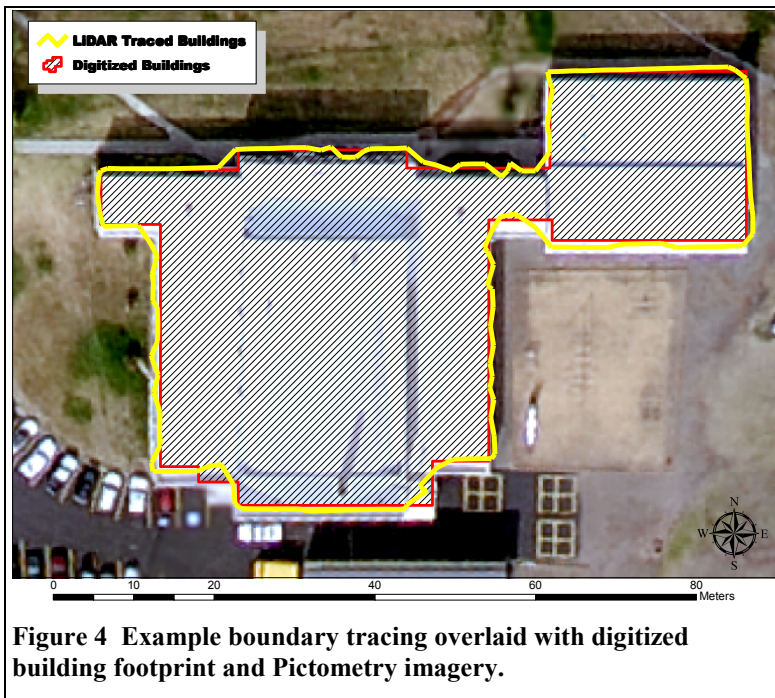 LIDAR Traced Buildings
Digitized Buildings
N
W E
S
0 10 20 40 60 80
Meters
Figure 4 Example boundary tracing overlaid with digitized
building footprint and Pictometry imagery.